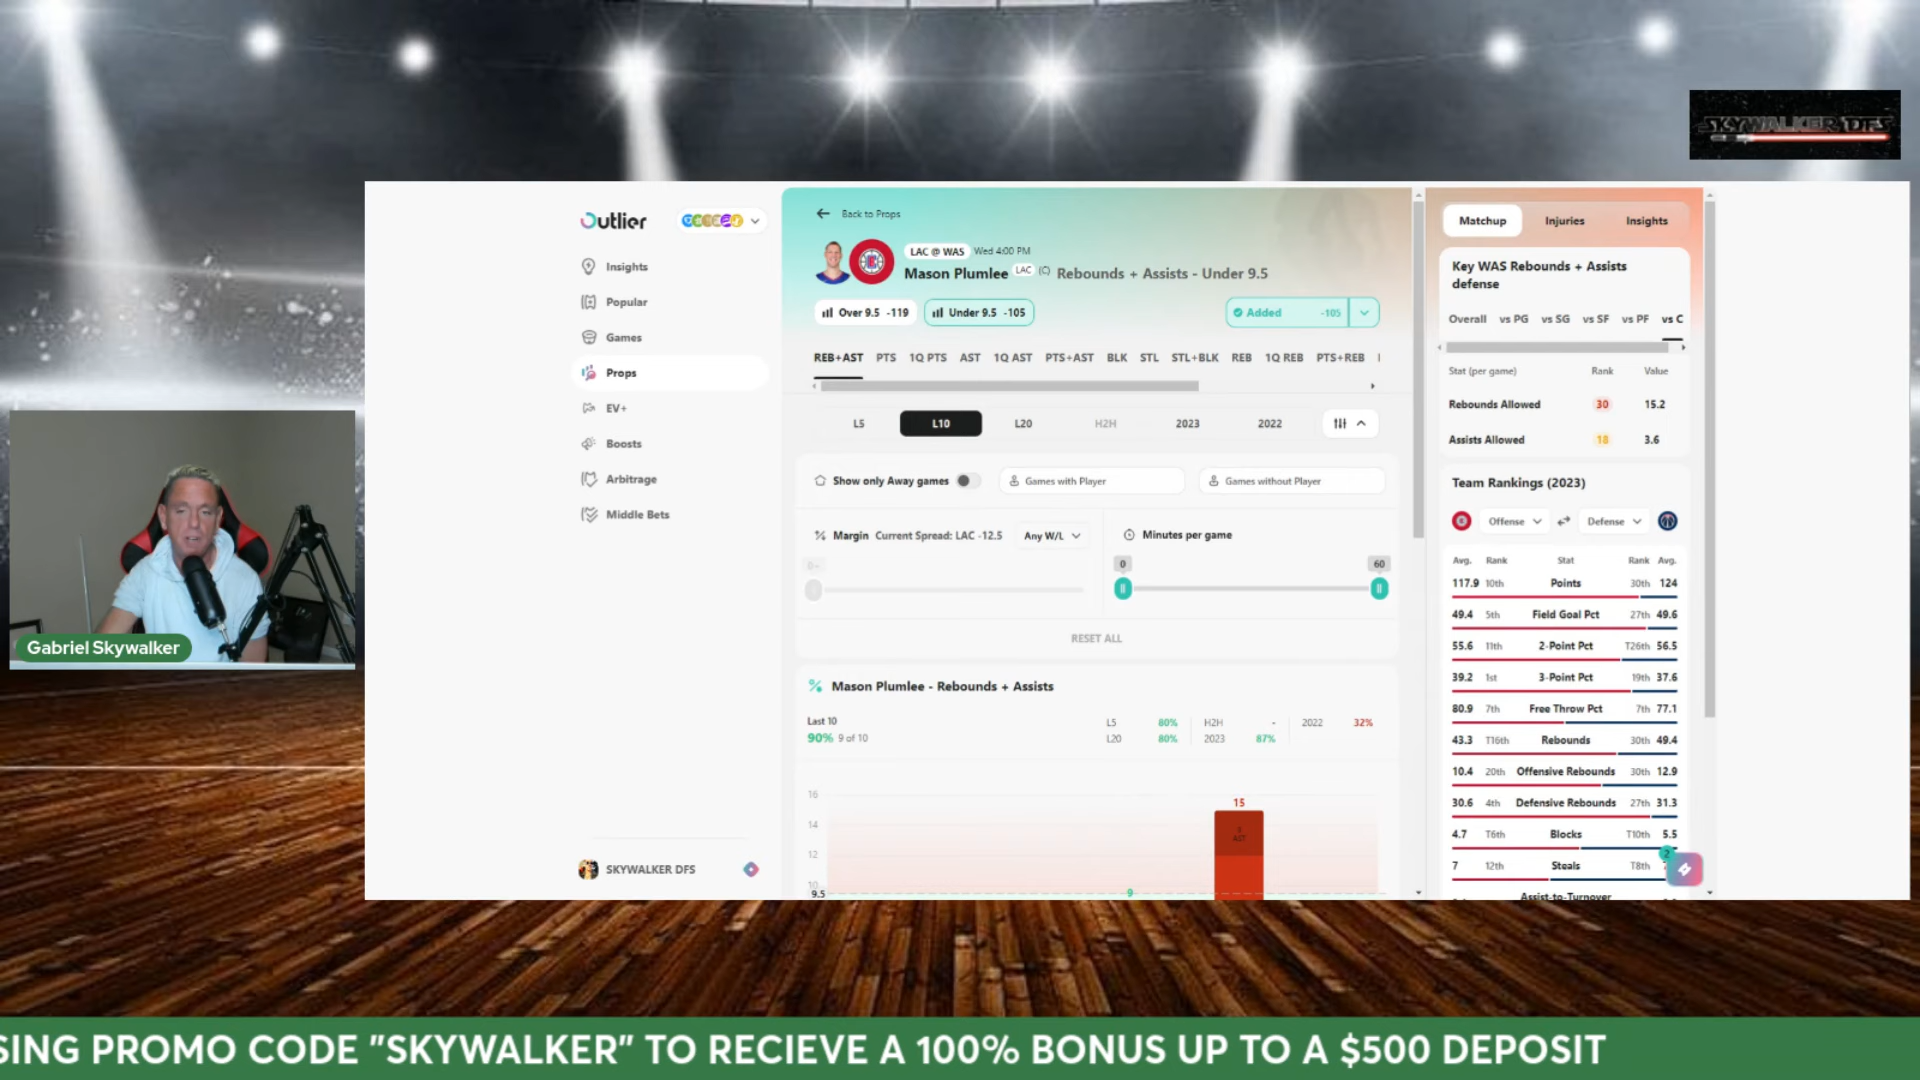 SKYWALKER DFS
Outlier
Insights
Popular
Games
Props
EV+
Boosts
Arbitrage
Middle Bets
SKYWALKER DFS
Back to Props
LAC @ WAS Wed 4:00 PM
Mason Plumlee LAC (C) Rebounds + Assists - Under 9.5
Over 9.5 -119 Under 9.5 -105
Added -105
REB+AST PTS 1Q PTS AST 1Q AST PTS+AST BLK STL STL+BLK REB 1Q REB PTS+REB
L5 L10 L20 H2H 2023 2022
Show only Away games Games with Player Games without Player
Margin Current Spread: LAC -12.5 Any W/L
Minutes per game
0 60
RESET ALL
Mason Plumlee - Rebounds + Assists
Last 10
90% 9 of 10
L5 80% H2H - 2022 32%
L20 80% 2023 87%
16
14
12
10
9.5
15
AST
9
Matchup Injuries Insights
Key WAS Rebounds + Assists
defense
Overall vs PG vs SG vs SF vs PF vs C
Stat (per game) Rank Value
Rebounds Allowed 30 15.2
Assists Allowed 18 3.6
Team Rankings (2023)
Offense Defense
Avg. Rank Stat Rank Avg.
117.9 10th Points 30th 124
49.4 5th Field Goal Pct 27th 49.6
55.6 11th 2-Point Pct T26th 56.5
39.2 1st 3-Point Pct 19th 37.6
80.9 7th Free Throw Pct 7th 77.1
43.3 T16th Rebounds 30th 49.4
10.4 20th Offensive Rebounds 30th 12.9
30.6 4th Defensive Rebounds 27th 31.3
4.7 T6th Blocks T10th 5.5
7 12th Steals T8th
2
Assist-to-Turnover
Gabriel Skywalker
SING PROMO CODE "SKYWALKER" TO RECIEVE A 100% BONUS UP TO A $500 DEPOSIT